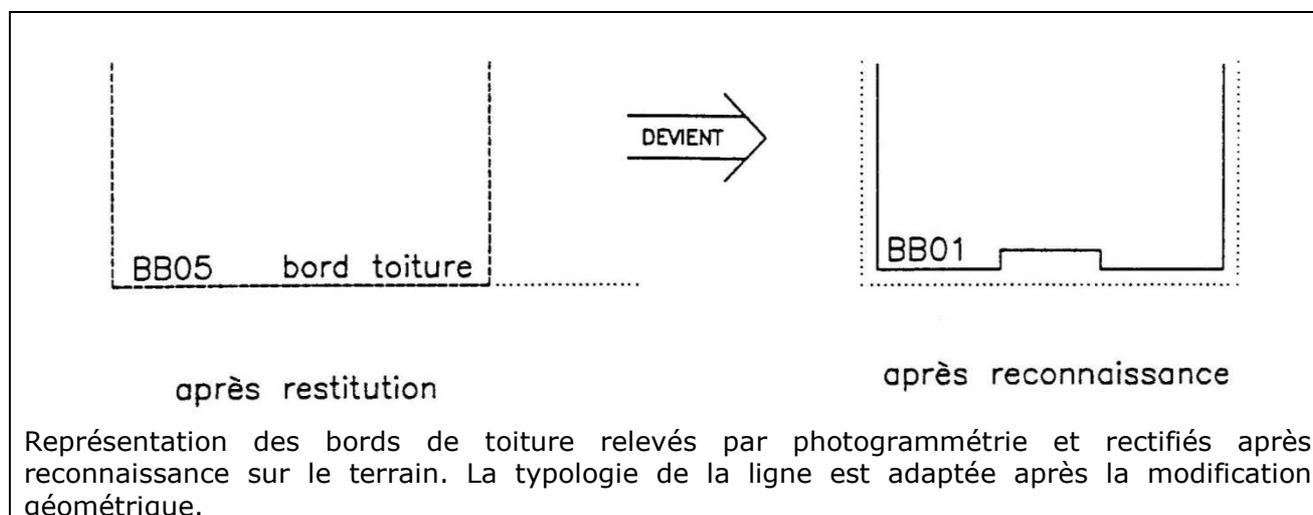 DEVIENT
BB05 bord toiture
BB01
après restitution
après reconnaissance
Représentation des bords de toiture relevés par photogrammétrie et rectifiés après
reconnaissance sur le terrain. La typologie de la ligne est adaptée après la modification
géométrique.